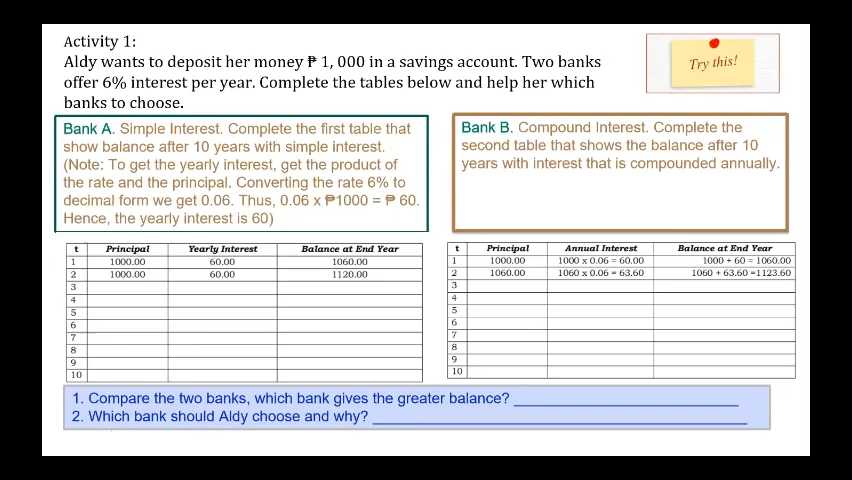 Activity 1:
Aldy wants to deposit her money ₱ 1, 000 in a savings account. Two banks
offer 6% interest per year. Complete the tables below and help her which
banks to choose.
Try this!
Bank A. Simple Interest. Complete the first table that
show balance after 10 years with simple interest.
(Note: To get the yearly interest, get the product of
the rate and the principal. Converting the rate 6% to
decimal form we get 0.06. Thus, 0.06 x ₱1000 = ₱ 60.
Hence, the yearly interest is 60)
Bank B. Compound Interest. Complete the
second table that shows the balance after 10
years with interest that is compounded annually.
t Principal Yearly Interest Balance at End Year
1 1000.00 60.00 1060.00
2 1000.00 60.00 1120.00
3
4
5
6
7
8
9
10
t Principal Annual Interest Balance at End Year
1 1000.00 1000 x 0.06 = 60.00 1000 + 60 = 1060.00
2 1060.00 1060 x 0.06 = 63.60 1060 + 63.60 =1123.60
3
4
5
6
7
8
9
10
1. Compare the two banks, which bank gives the greater balance? ____________________________
2. Which bank should Aldy choose and why? ______________________________________________